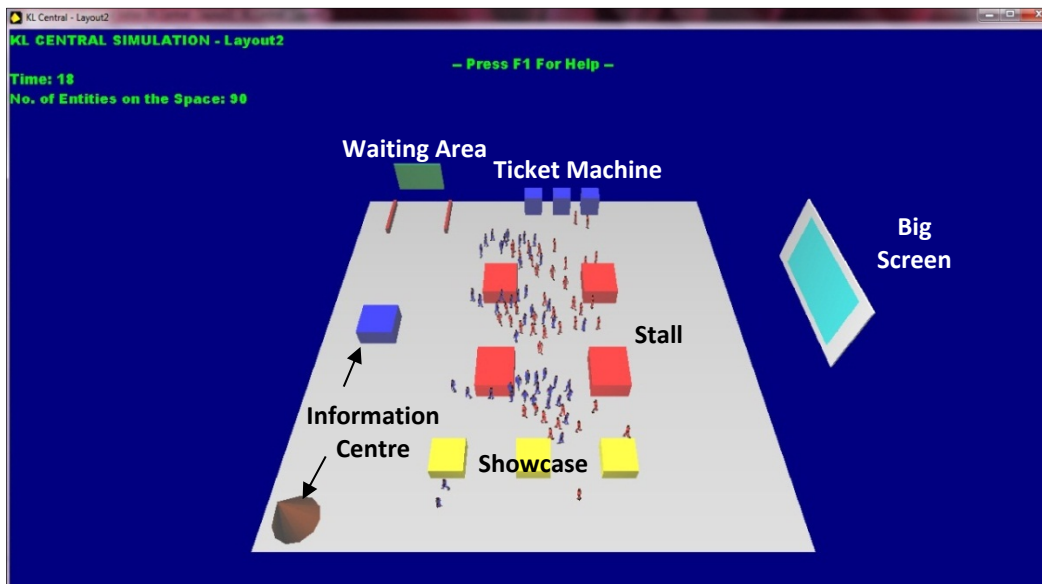 KL Central - Layout2
KL CENTRAL SIMULATION - Layout2
-- Press F1 For Help --
Time: 18
No. of Entities on the Space: 90
Waiting Area
Ticket Machine
Big
Screen
Stall
Information
Centre
Showcase